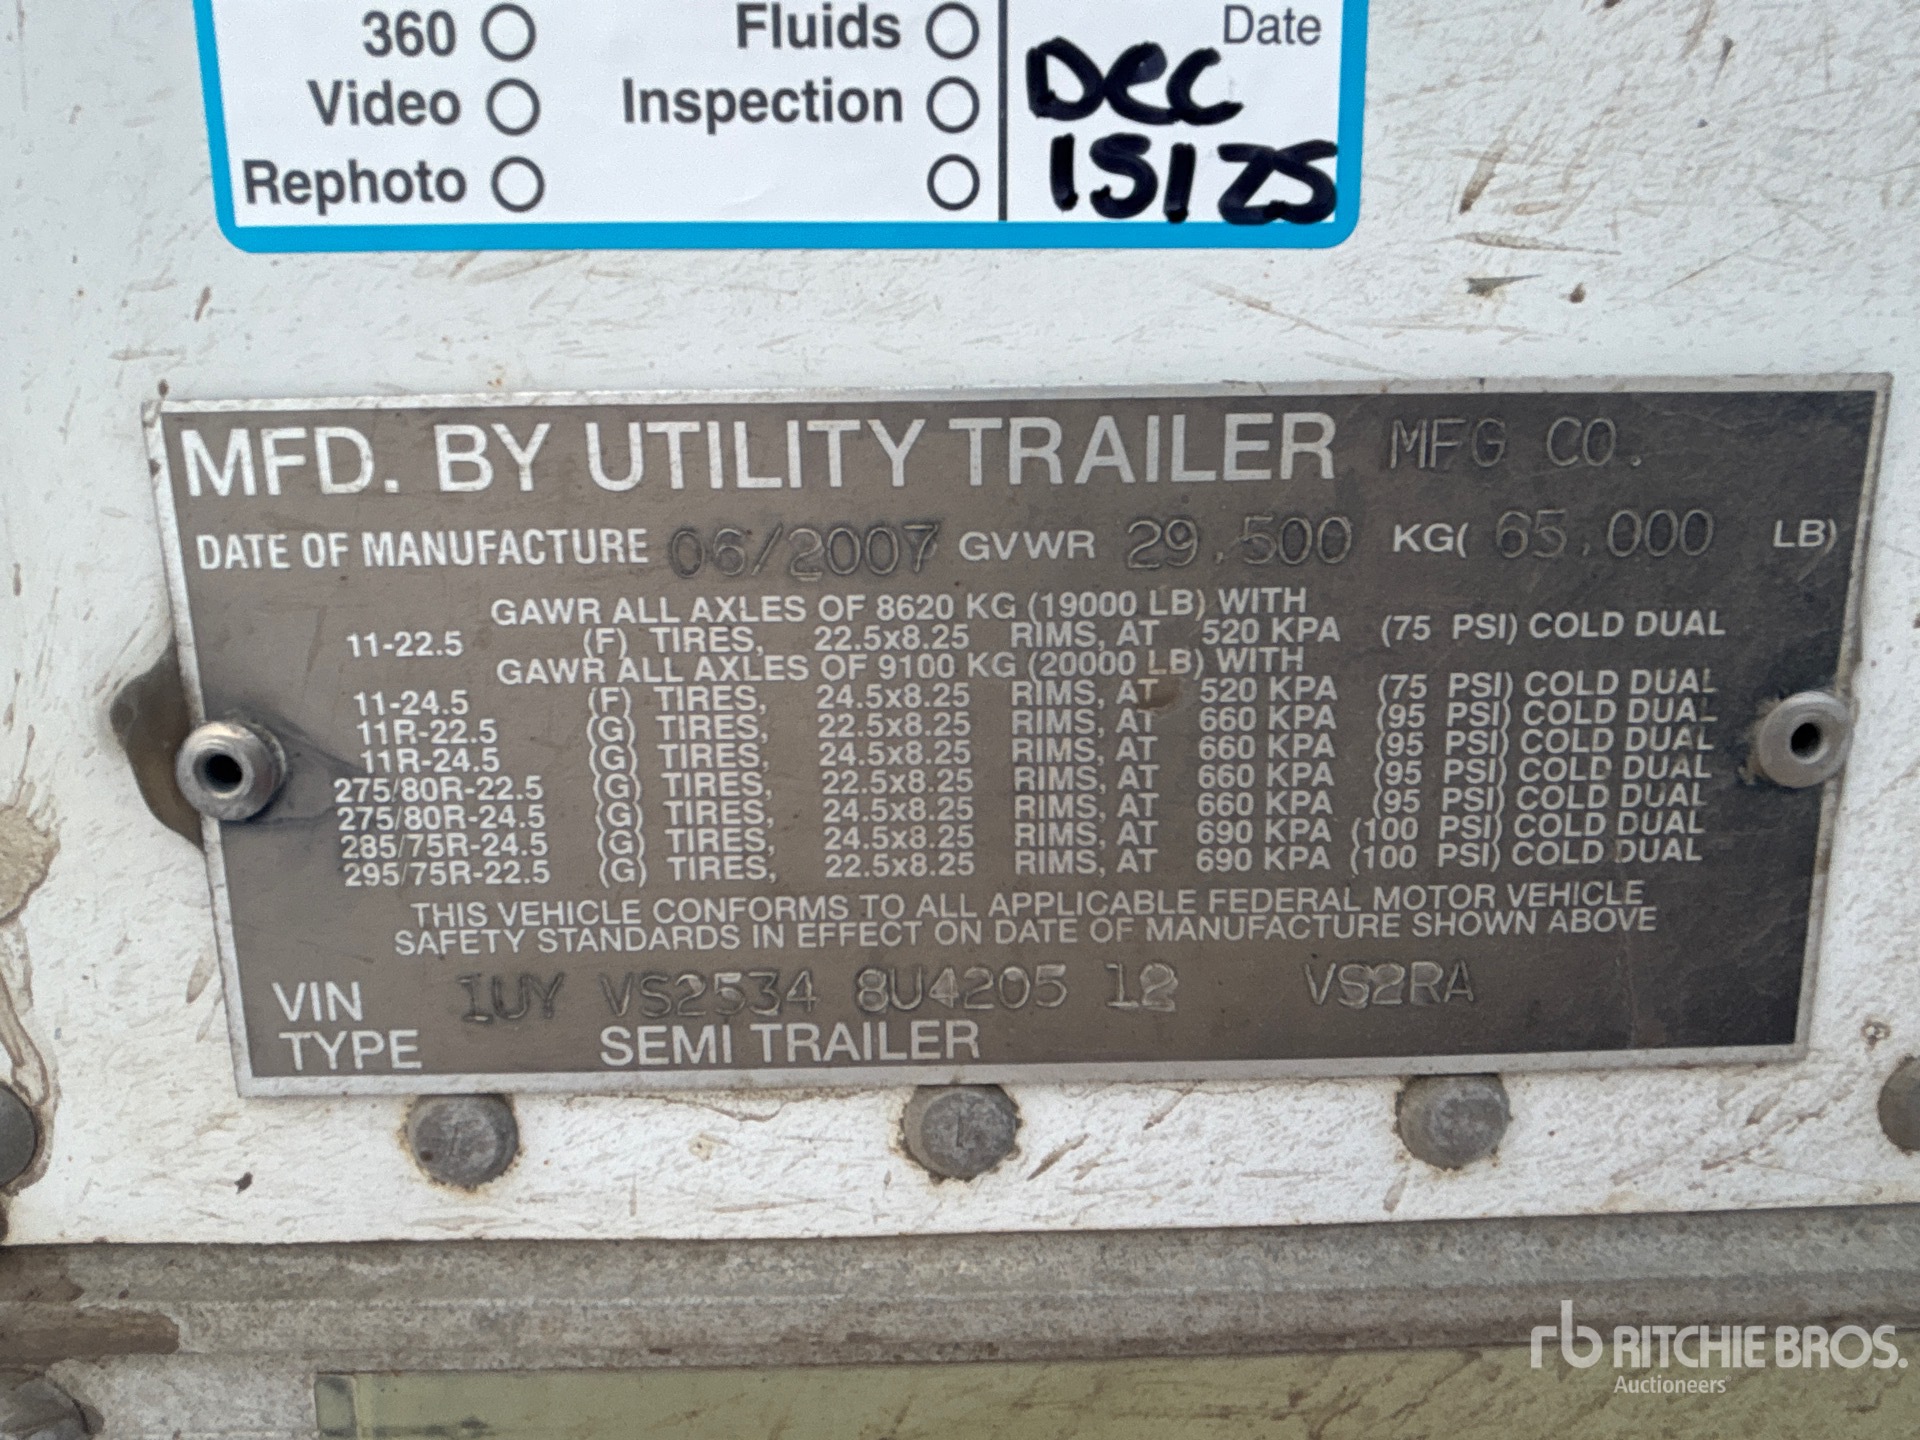 360
Video
Rephoto
Fluids
Inspection
Date
Dec
15/25
MFD. BY UTILITY TRAILER MFG CO.
DATE OF MANUFACTURE 06/2007 GVWR 29,500 KG( 65,000 LB)
GAWR ALL AXLES OF 8620 KG (19000 LB) WITH
11-22.5 (F) TIRES, 22.5x8.25 RIMS, AT 520 KPA (75 PSI) COLD DUAL
GAWR ALL AXLES OF 9100 KG (20000 LB) WITH
11-24.5 (F) TIRES, 24.5x8.25 RIMS, AT 520 KPA (75 PSI) COLD DUAL
11R-22.5 (G) TIRES, 22.5x8.25 RIMS, AT 660 KPA (95 PSI) COLD DUAL
11R-24.5 (G) TIRES, 24.5x8.25 RIMS, AT 660 KPA (95 PSI) COLD DUAL
275/80R-22.5 (G) TIRES, 22.5x8.25 RIMS, AT 660 KPA (95 PSI) COLD DUAL
275/80R-24.5 (G) TIRES, 24.5x8.25 RIMS, AT 660 KPA (95 PSI) COLD DUAL
285/75R-24.5 (G) TIRES, 24.5x8.25 RIMS, AT 690 KPA (100 PSI) COLD DUAL
295/75R-22.5 (G) TIRES, 22.5x8.25 RIMS, AT 690 KPA (100 PSI) COLD DUAL
THIS VEHICLE CONFORMS TO ALL APPLICABLE FEDERAL MOTOR VEHICLE
SAFETY STANDARDS IN EFFECT ON DATE OF MANUFACTURE SHOWN ABOVE
VIN 1UY VS2534 8U4205 12 VS2RA
TYPE SEMI TRAILER
rb RITCHIE BROS.
Auctioneers